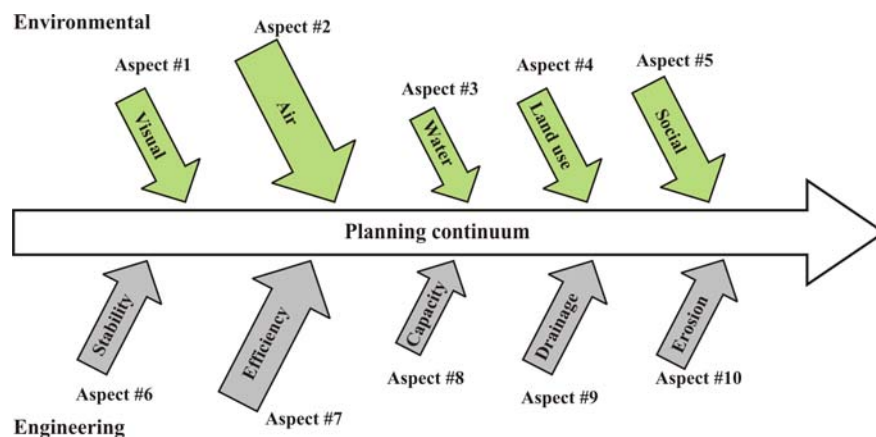 Environmental
Aspect #1
Aspect #2
Aspect #3
Aspect #4
Aspect #5
Visual
Air
Water
Land use
Social
Planning continuum
Stability
Efficiency
Capacity
Drainage
Erosion
Aspect #6
Aspect #7
Aspect #8
Aspect #9
Aspect #10
Engineering